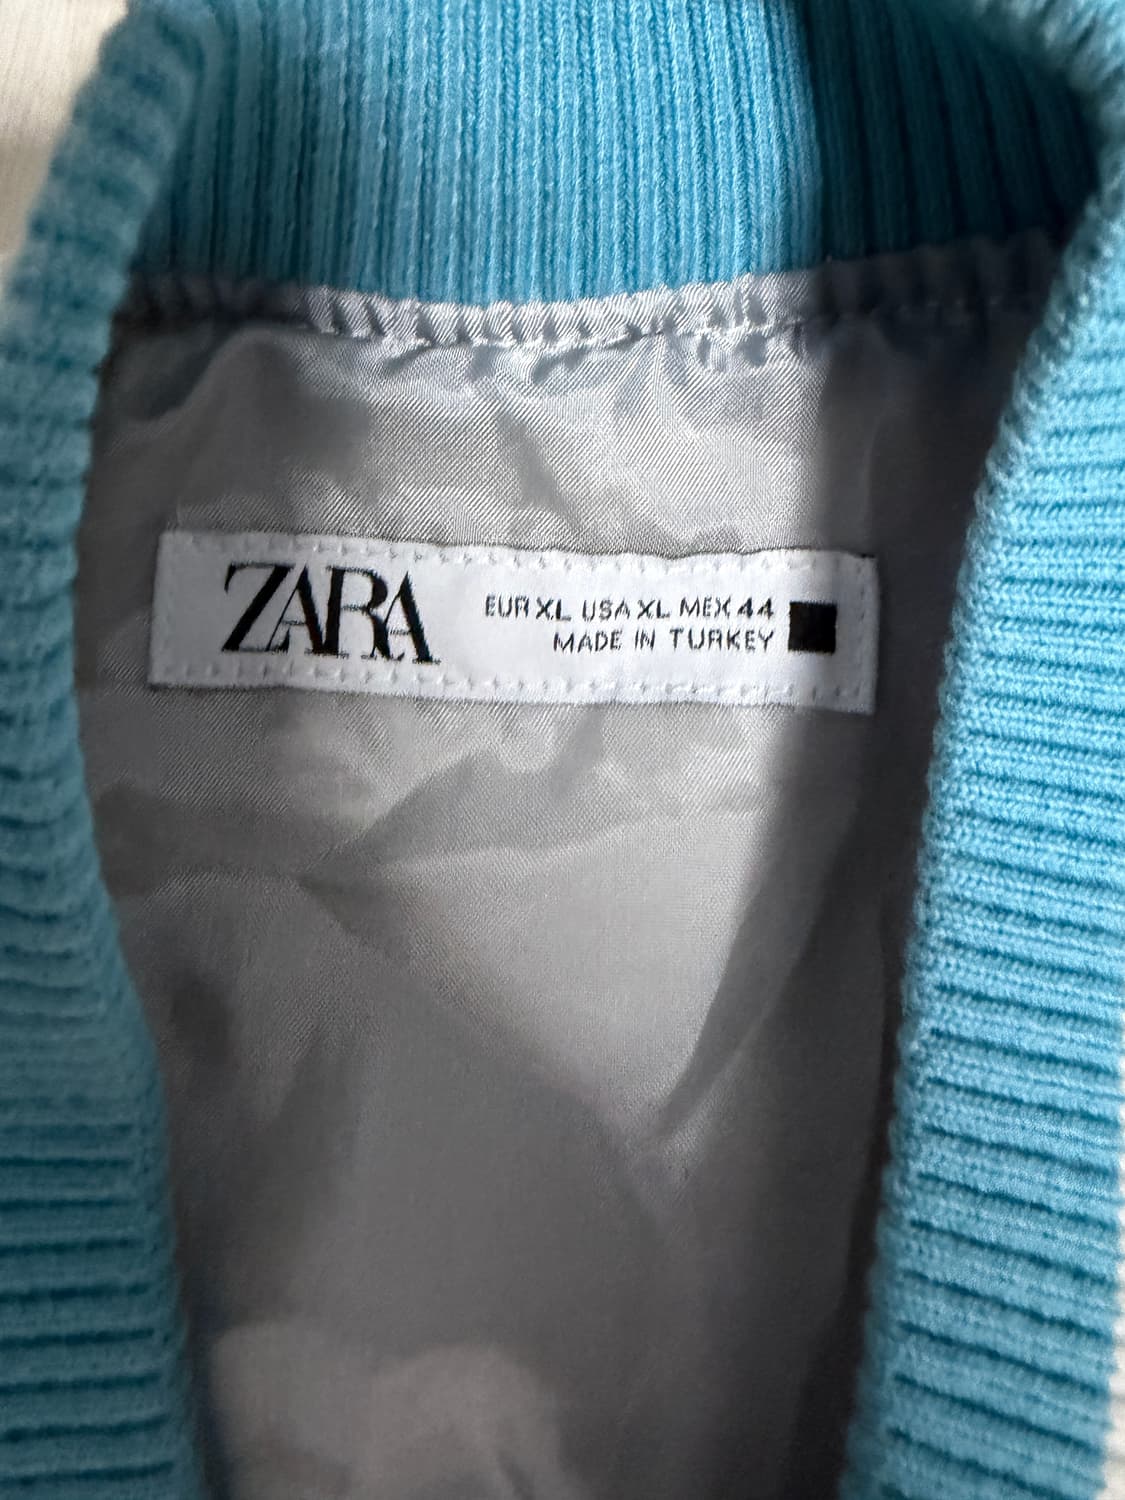 ZARA
EUR XL USA XL MEX 44
MADE IN TURKEY